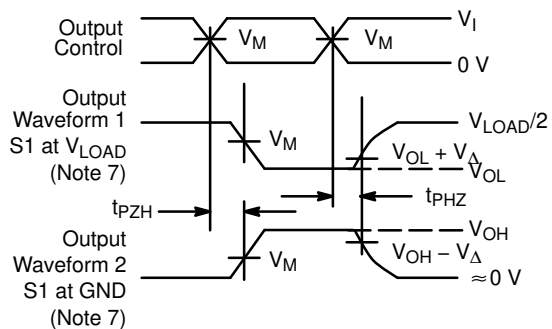 Output
Control
V_M
V_M
V_I
0 V
Output
Waveform 1
S1 at V_LOAD
(Note 7)
V_M
V_LOAD/2
V_OL + V_Δ
V_OL
t_PZH
t_PHZ
Output
Waveform 2
S1 at GND
(Note 7)
V_M
V_OH
V_OH − V_Δ
≈0 V